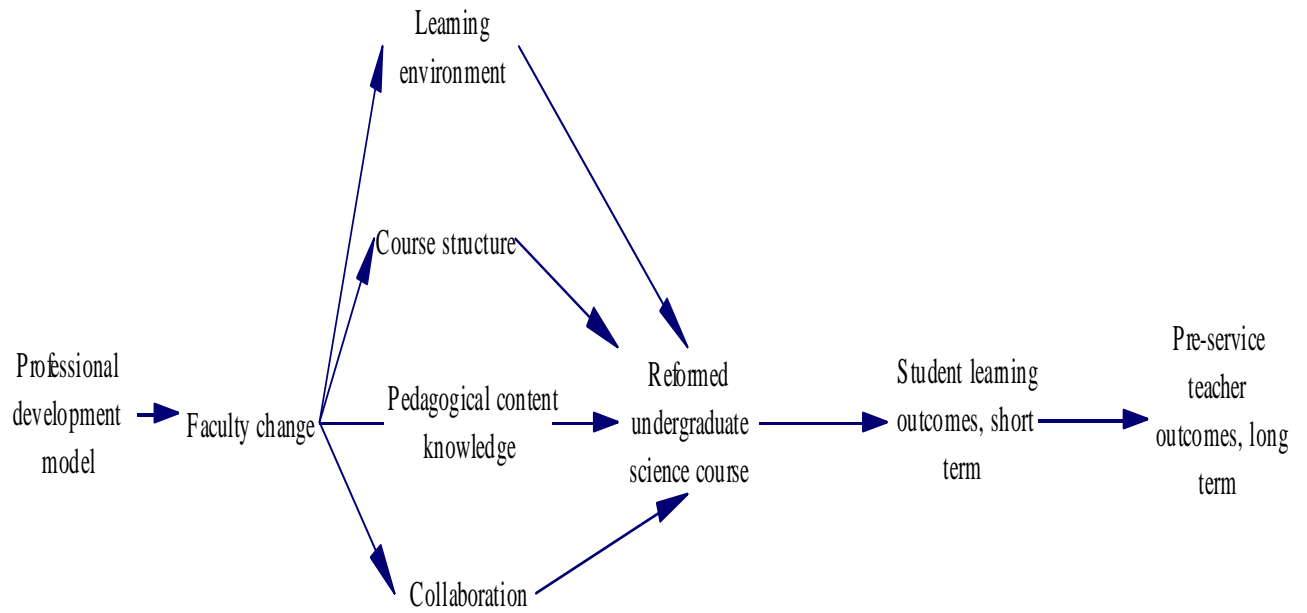 Learning
environment
Course structure
Professional
development
model
Faculty change
Pedagogical content
knowledge
Collaboration
Reformed
undergraduate
science course
Student learning
outcomes, short
term
Pre-service
teacher
outcomes, long
term